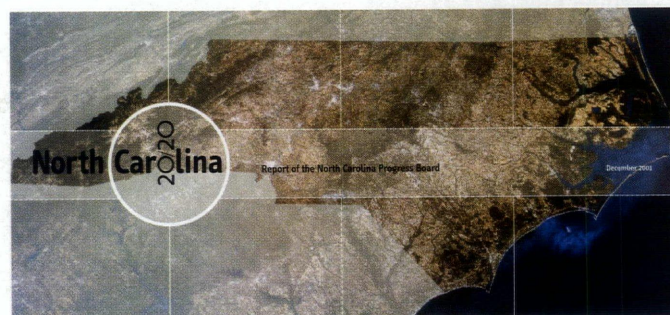 North Carolina
2020
Report of the North Carolina Progress Board
December 2001